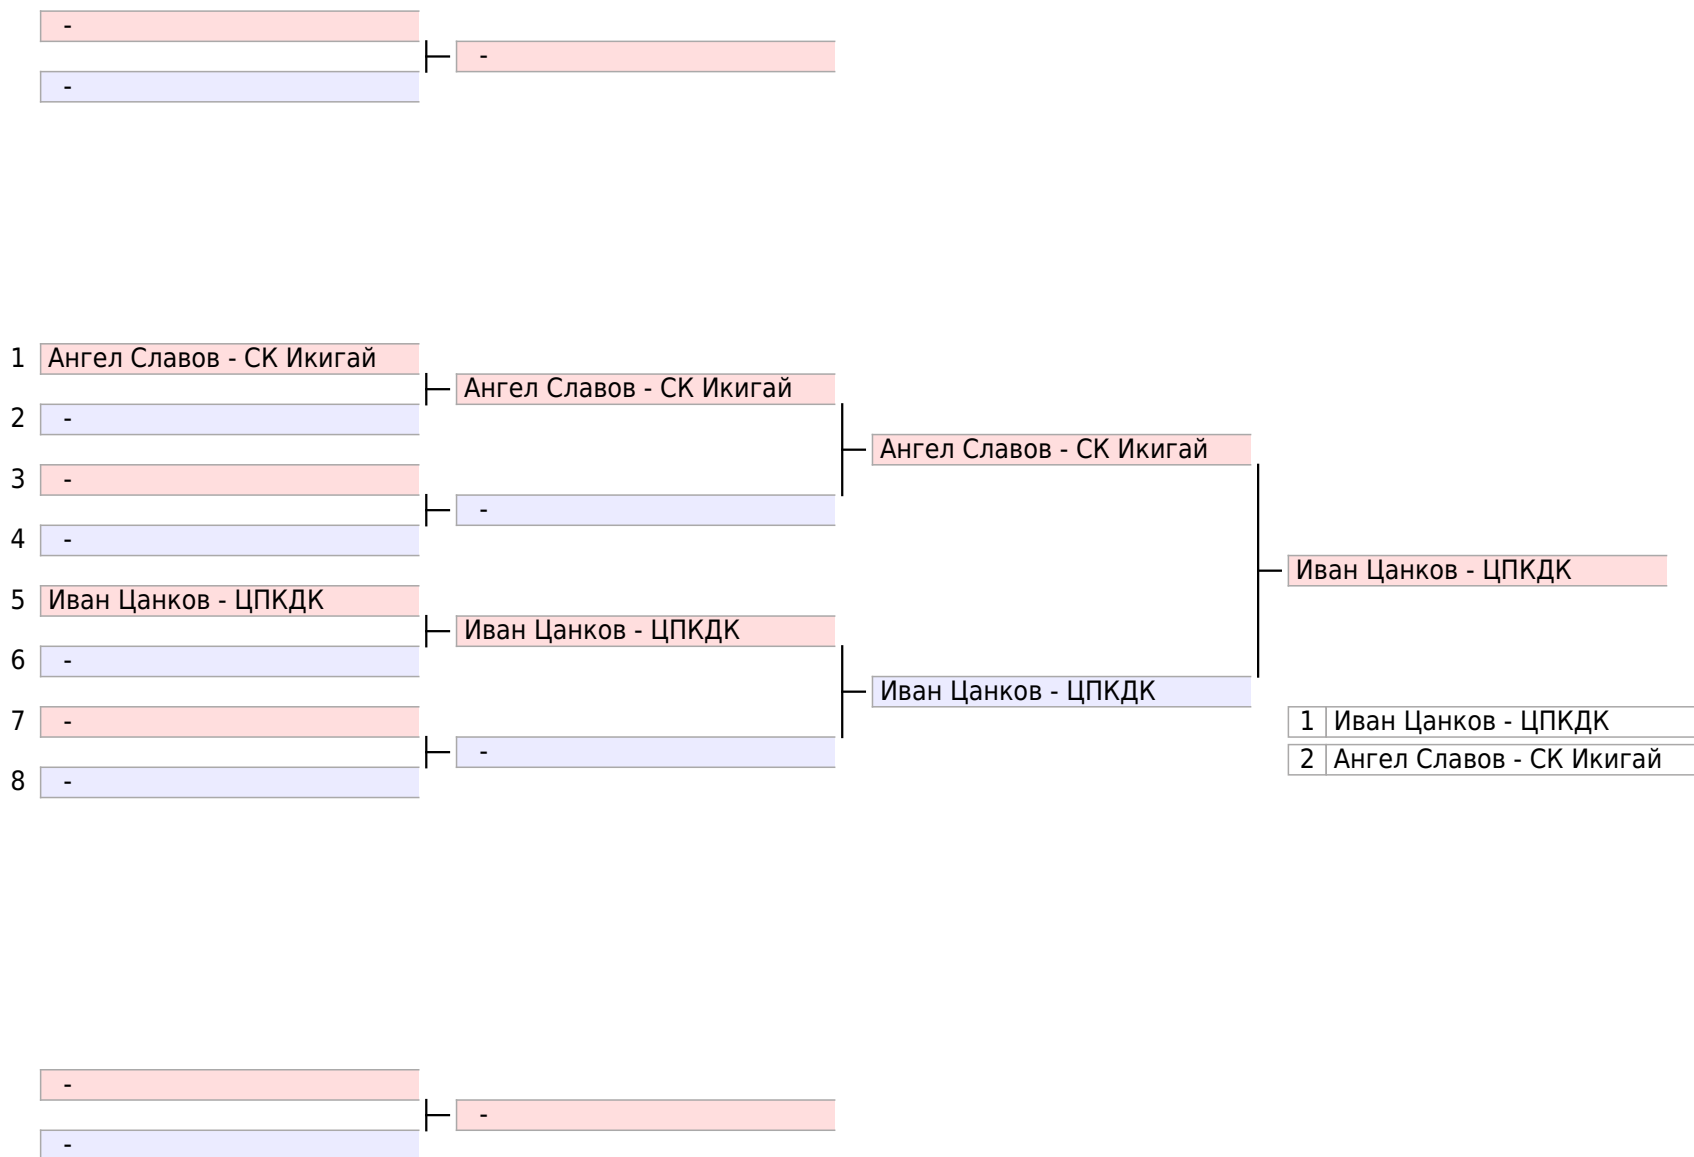 -
-
-
1 Ангел Славов - СК Икигай
Ангел Славов - СК Икигай
2 -
Ангел Славов - СК Икигай
3 -
-
4 -
Иван Цанков - ЦПКДК
5 Иван Цанков - ЦПКДК
Иван Цанков - ЦПКДК
6 -
Иван Цанков - ЦПКДК
7 -
1 Иван Цанков - ЦПКДК
-
2 Ангел Славов - СК Икигай
8 -
-
-
-